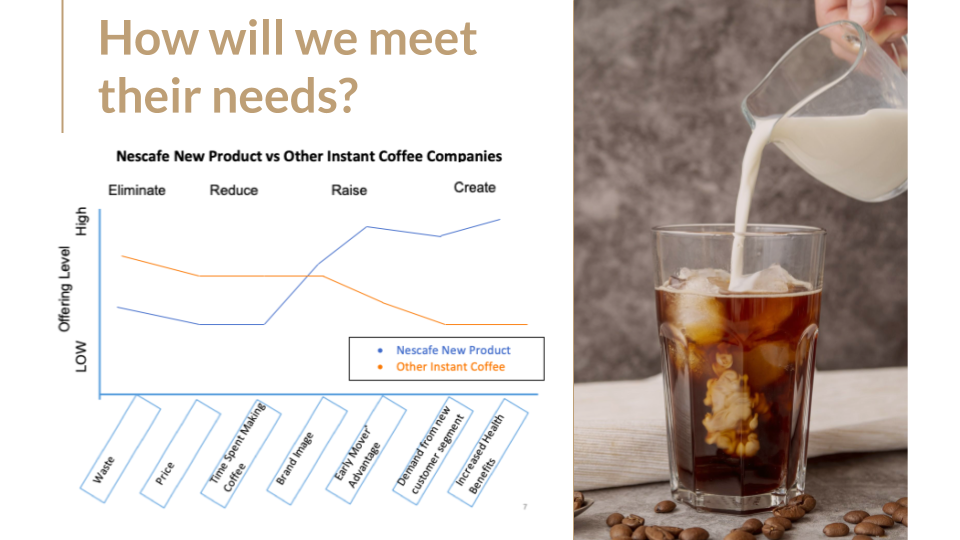 How will we meet
their needs?
Nescafe New Product vs Other Instant Coffee Companies
Eliminate Reduce Raise Create
High
Offering Level
LOW
• Nescafe New Product
• Other Instant Coffee
Waste
Price
Time Spent Making
Coffee
Brand Image
Early Mover
Advantage
Demand from new
customer segment
Increased Health
Benefits
7